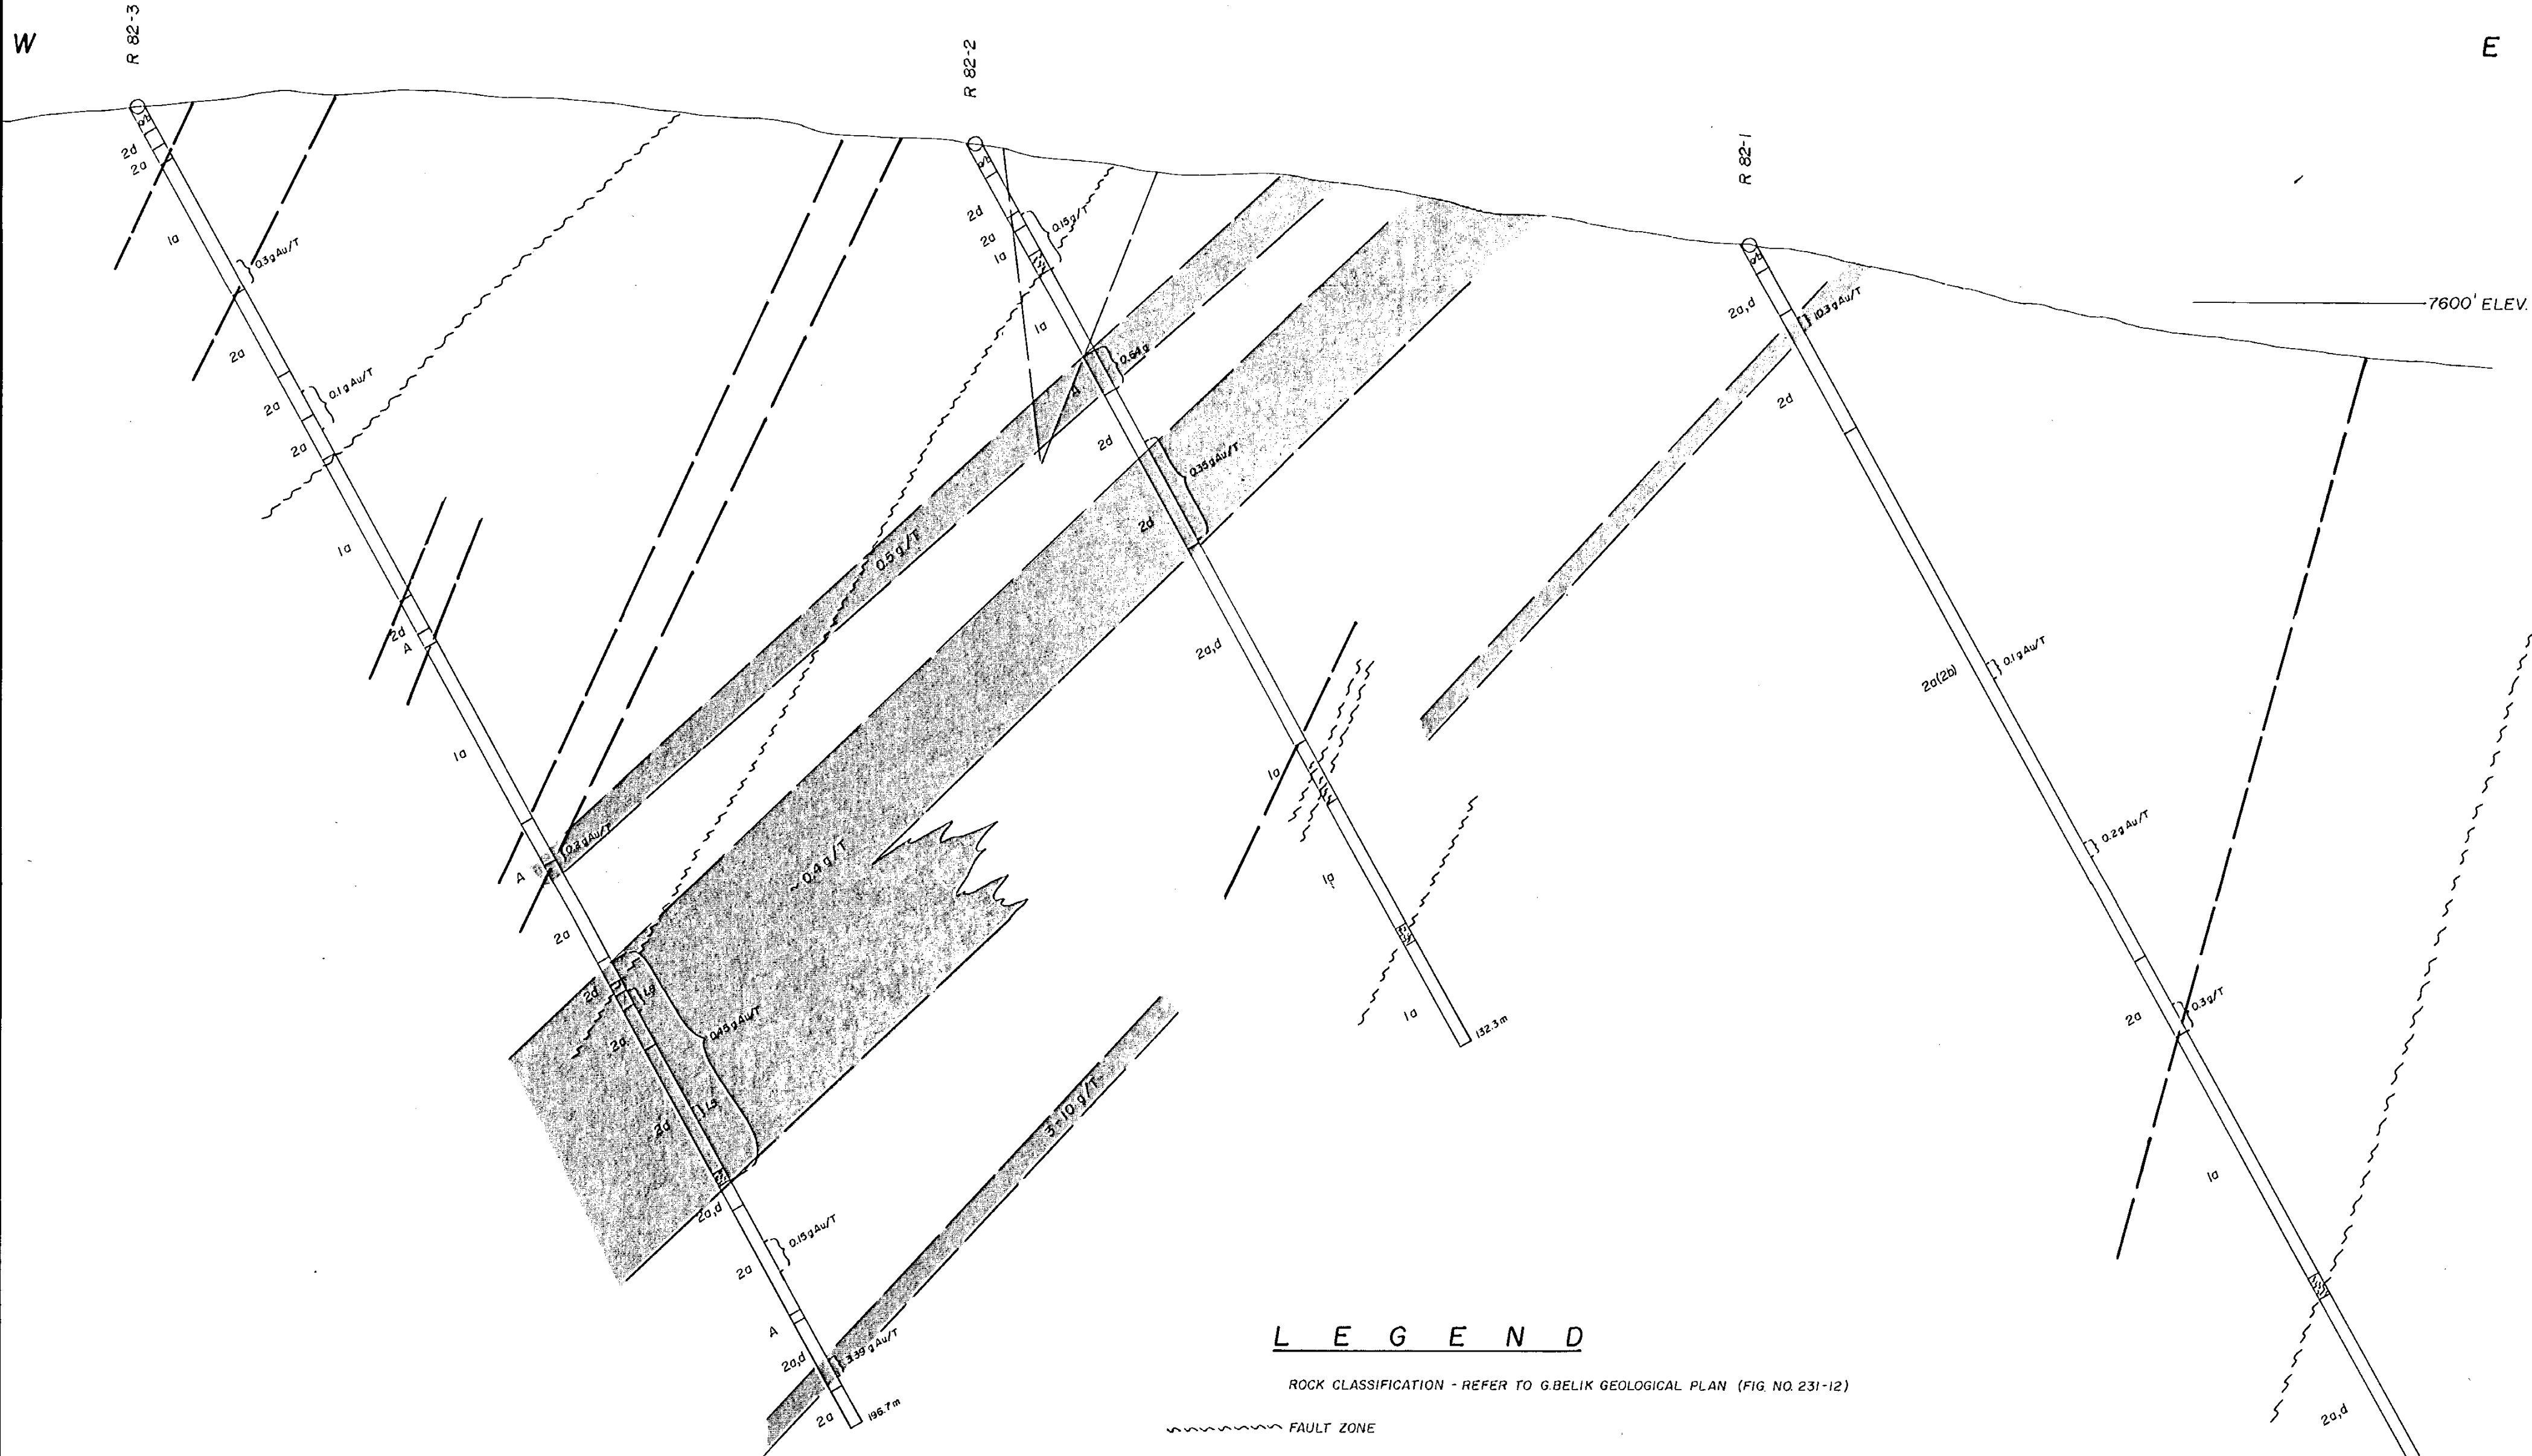 W
E
R 82-3
R 82-2
R 82-1
7600' ELEV.
2d
2a
1a
0.3g Au/T
2a
0.1g Au/T
2a
2a
1a
2d
A
1a
0.2g Au/T
A
2a
2d
LG
0.45g Au/T
2a
LG
2d
2a,d
0.15g Au/T
2a
A
2a,d
3.39g Au/T
2a
196.7m
2d
0.15g/T
2a
1a
1a
0.64g
A
2d
0.35g Au/T
2d
0.5g/T
2a,d
~ 0.4g/T
1a
1a
1a
132.3m
3-10 g/T
2a,d
10.3g Au/T
2d
2a(2b)
0.1g Au/T
0.2g Au/T
0.3g/T
2a
1a
2a,d
L E G E N D
ROCK CLASSIFICATION - REFER TO G.BELIK GEOLOGICAL PLAN (FIG. NO. 231-12)
FAULT ZONE